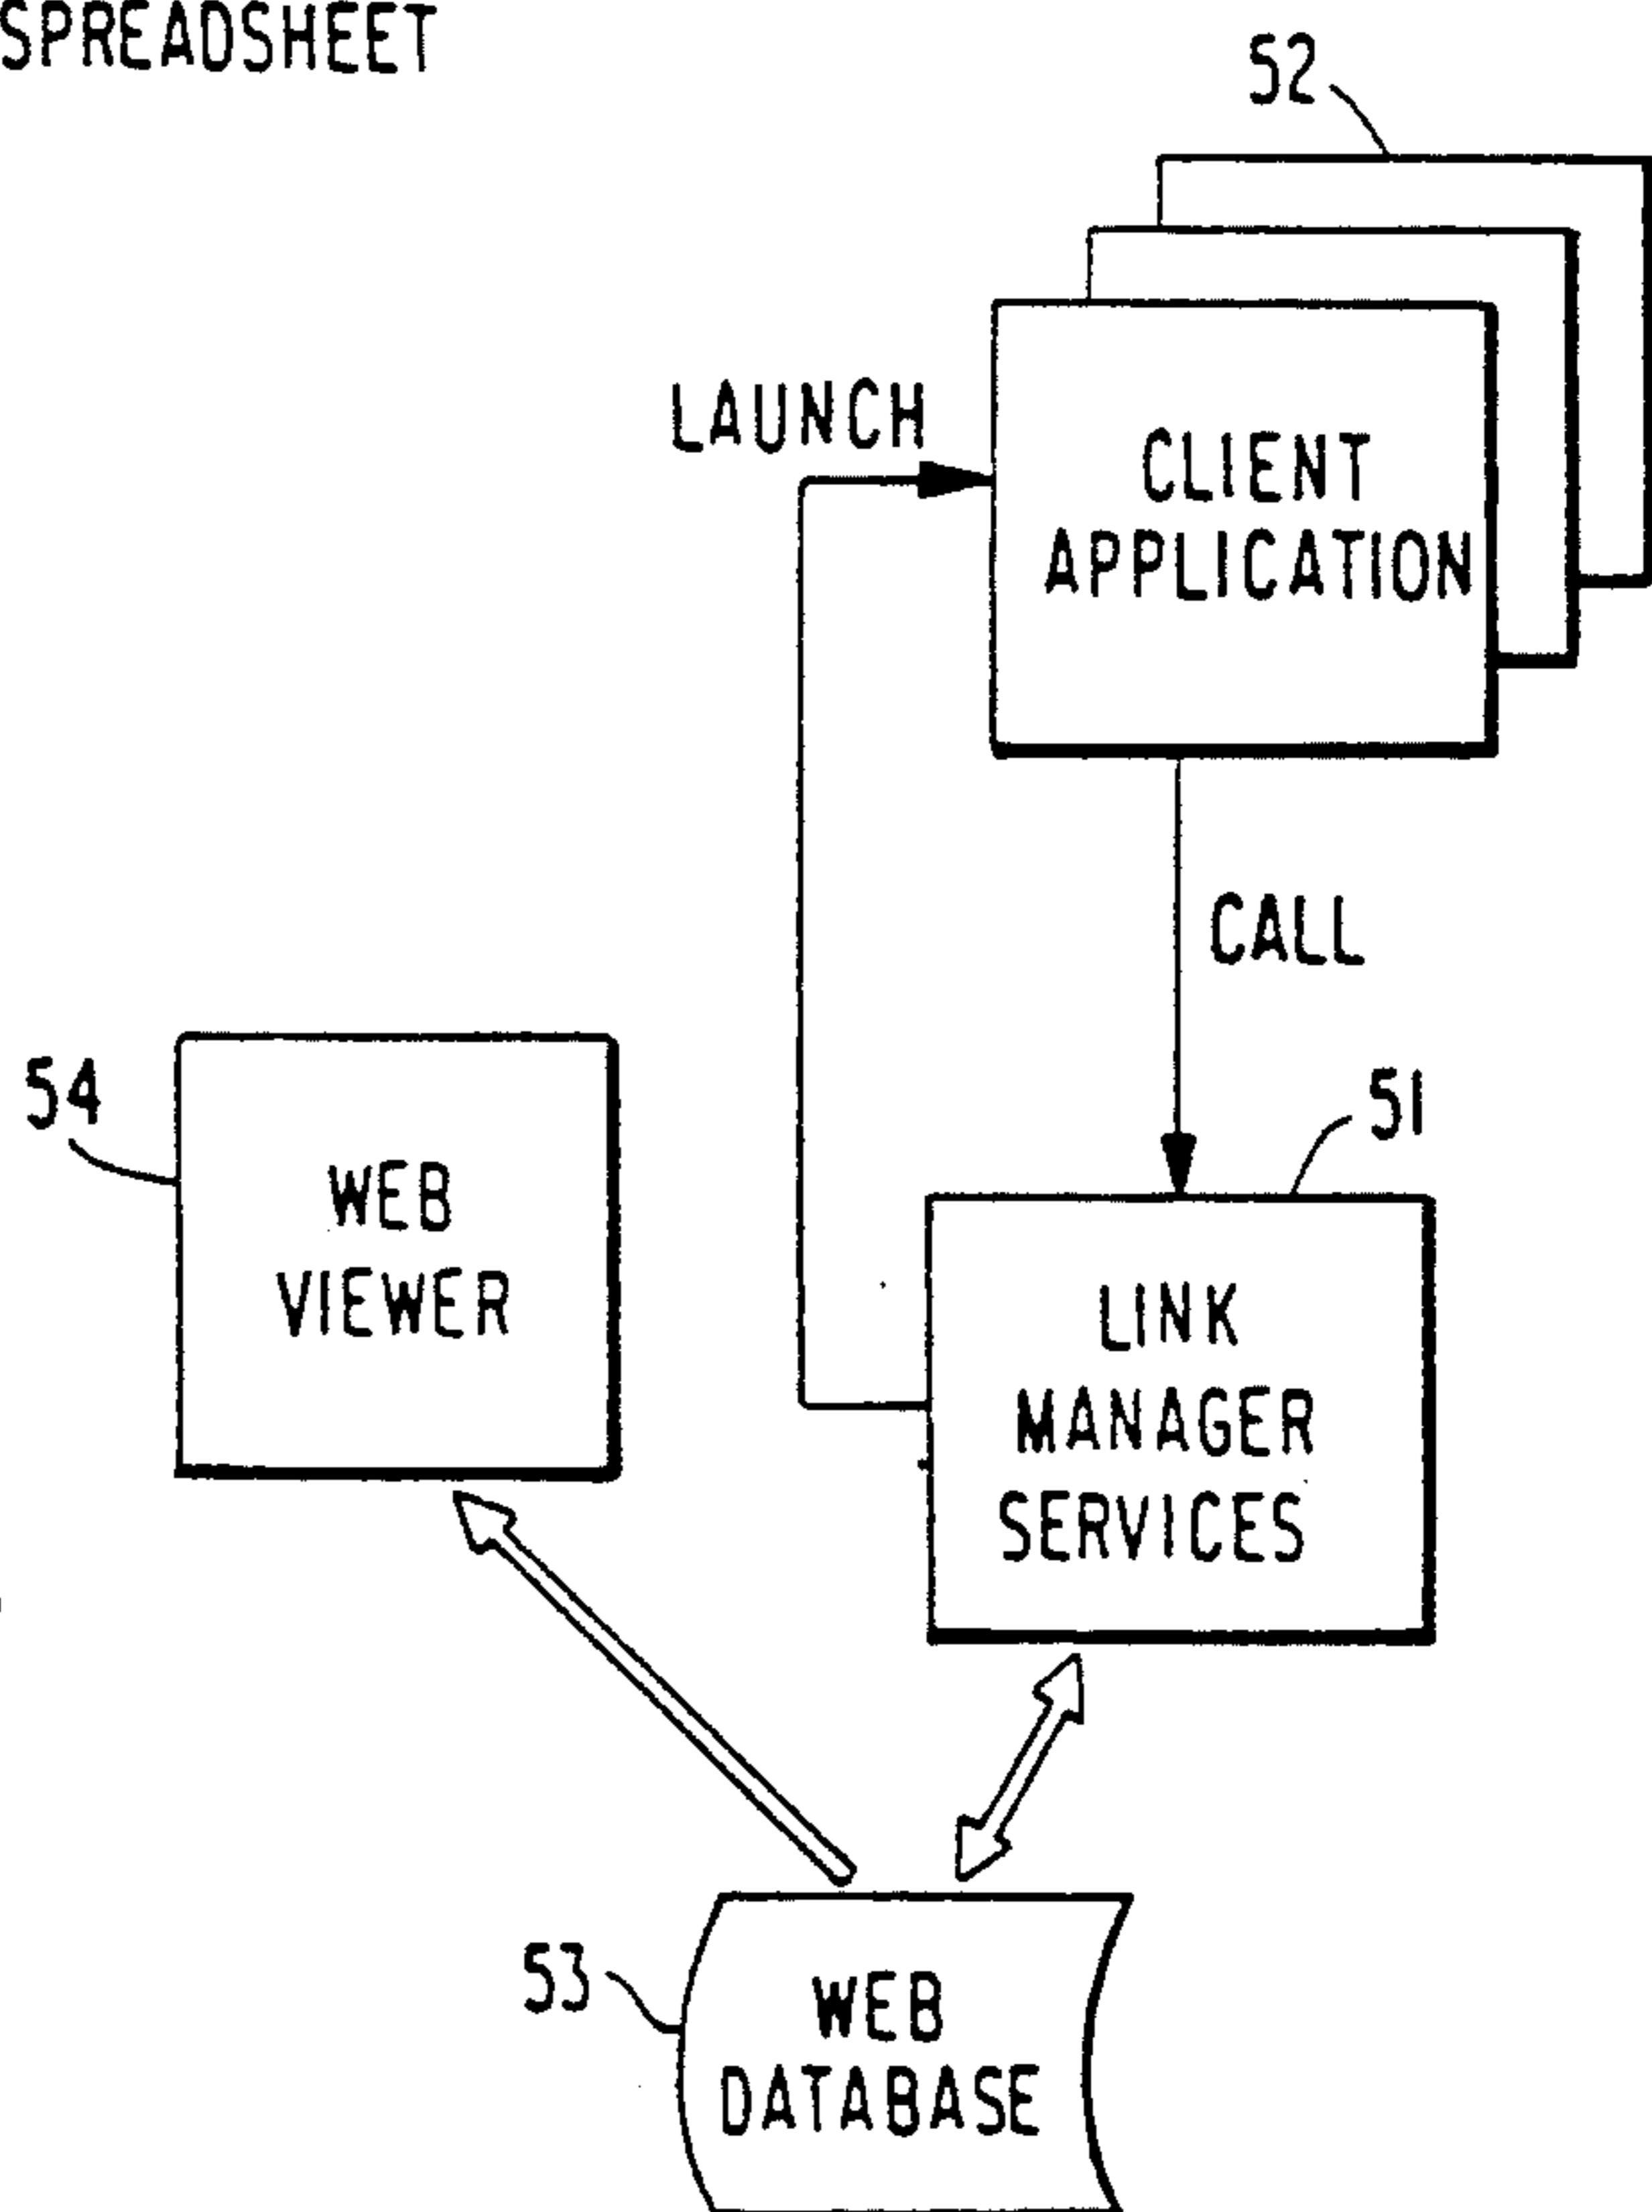 SPREADSHEET
52
LAUNCH
CLIENT
APPLICATION
CALL
54
51
WEB
VIEWER
LINK
MANAGER
SERVICES
53
WEB
DATABASE